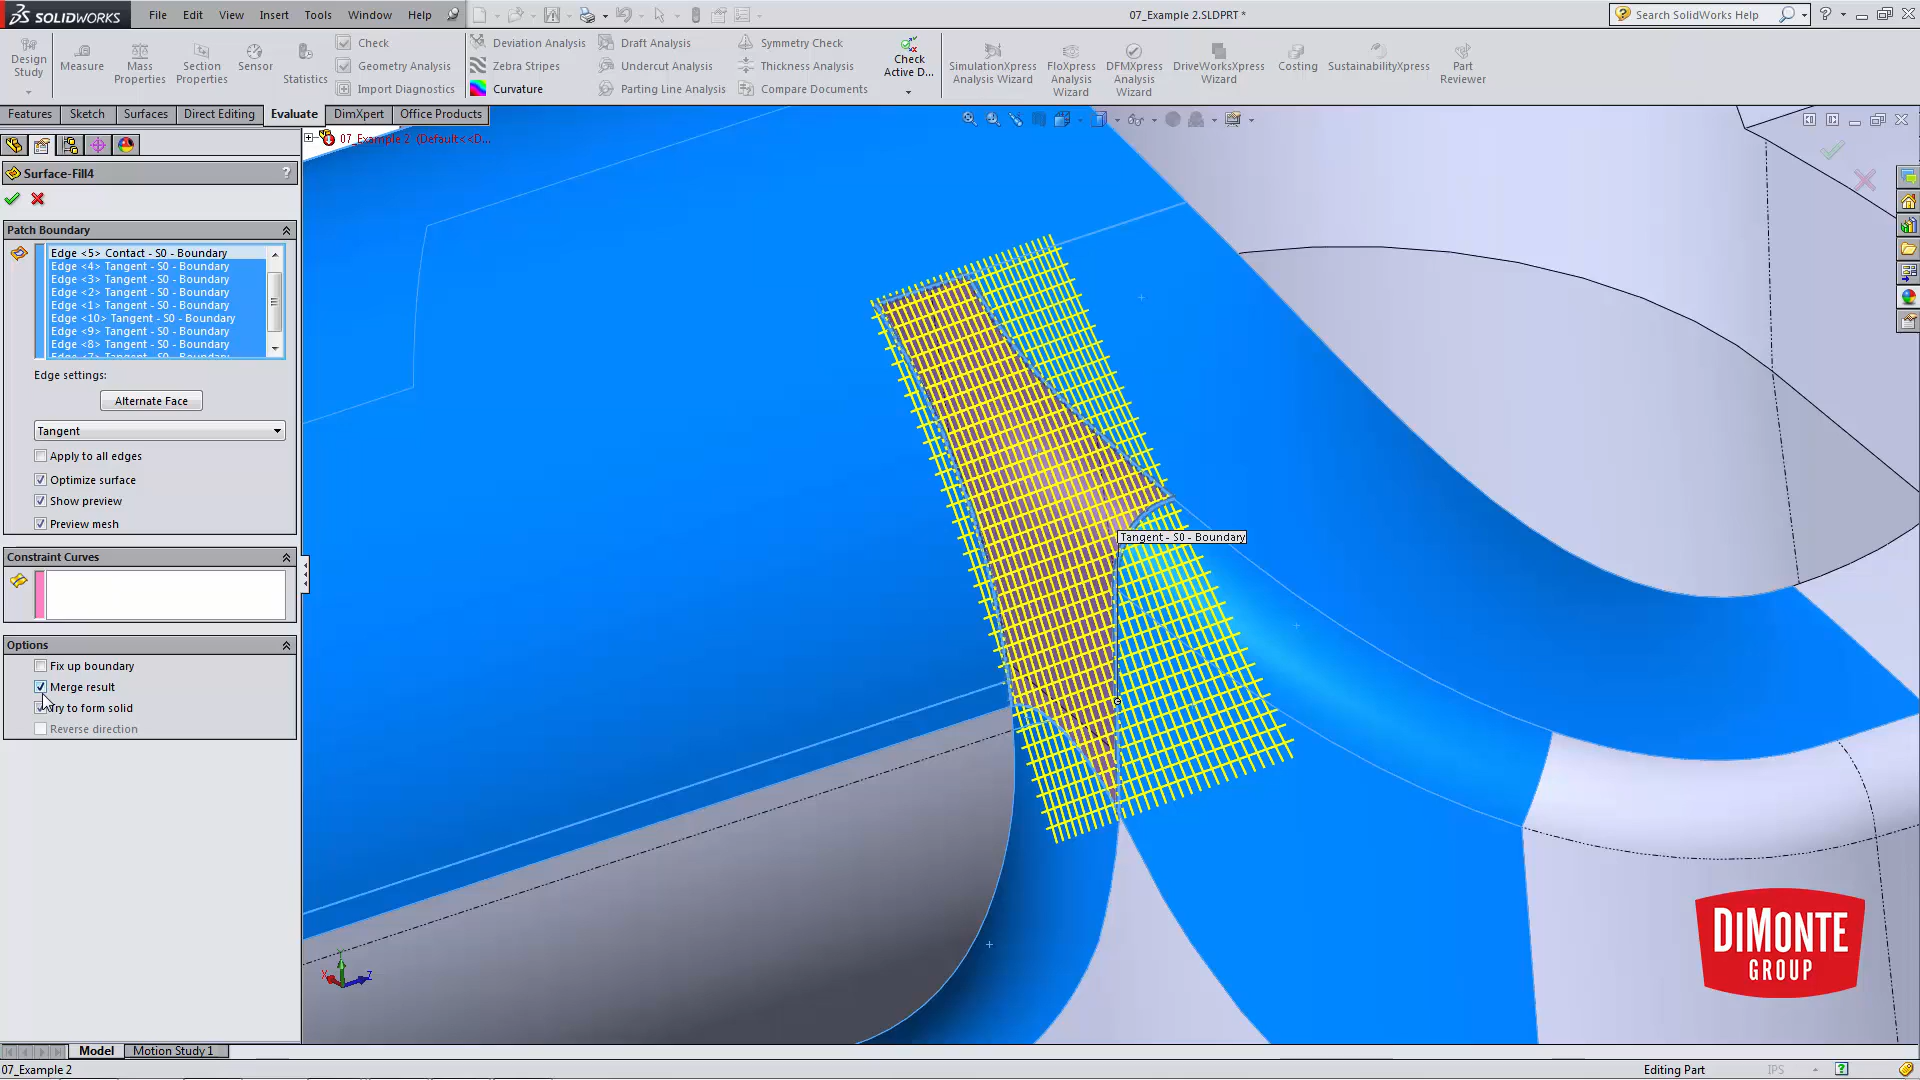 SOLIDWORKS
File Edit View Insert Tools Window Help
07_Example 2.SLDPRT *
Search SolidWorks Help
Design Study
Measure
Mass Properties
Section Properties
Sensor
Statistics
Check
Geometry Analysis
Import Diagnostics
Deviation Analysis
Zebra Stripes
Curvature
Draft Analysis
Undercut Analysis
Parting Line Analysis
Symmetry Check
Thickness Analysis
Compare Documents
Check Active D...
SimulationXpress Analysis Wizard
FloXpress Analysis Wizard
DFMXpress Analysis Wizard
DriveWorksXpress Wizard
Costing
SustainabilityXpress
Part Reviewer
Features Sketch Surfaces Direct Editing Evaluate DimXpert Office Products
07_Example 2 (Default<<D...
Surface-Fill4 ?
Patch Boundary
Edge <5> Contact - S0 - Boundary
Edge <4> Tangent - S0 - Boundary
Edge <3> Tangent - S0 - Boundary
Edge <2> Tangent - S0 - Boundary
Edge <1> Tangent - S0 - Boundary
Edge <10> Tangent - S0 - Boundary
Edge <9> Tangent - S0 - Boundary
Edge <8> Tangent - S0 - Boundary
Edge <7> Tangent - S0 - Boundary
Edge settings:
Alternate Face
Tangent
Apply to all edges
Optimize surface
Show preview
Preview mesh
Constraint Curves
Options
Fix up boundary
Merge result
Try to form solid
Reverse direction
Tangent - S0 - Boundary
DiMONTE
GROUP
Model Motion Study 1
07_Example 2
Editing Part
IPS